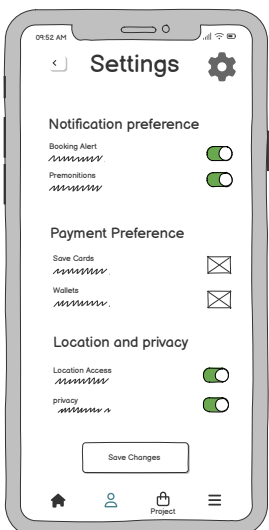 09:52 AM
Settings
Notification preference
Booking Alert
Premonitions
Payment Preference
Save Cards
Wallets
Location and privacy
Location Access
privacy
Save Changes
Project